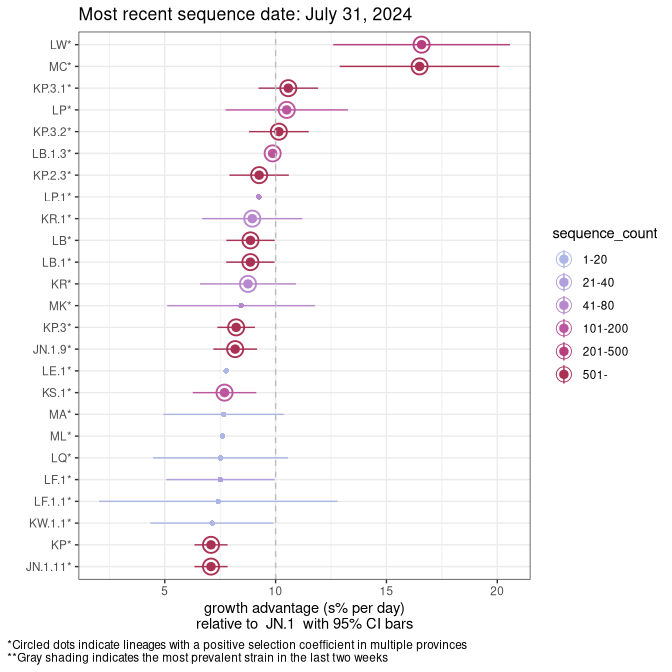 Most recent sequence date: July 31, 2024
LW*
MC*
KP.3.1*
LP*
KP.3.2*
LB.1.3*
KP.2.3*
LP.1*
KR.1*
LB*
LB.1*
KR*
MK*
KP.3*
JN.1.9*
LE.1*
KS.1*
MA*
ML*
LQ*
LF.1*
LF.1.1*
KW.1.1*
KP*
JN.1.11*
5 10 15 20
growth advantage (s% per day)
relative to JN.1 with 95% CI bars
sequence_count
1-20
21-40
41-80
101-200
201-500
501-
*Circled dots indicate lineages with a positive selection coefficient in multiple provinces
**Gray shading indicates the most prevalent strain in the last two weeks